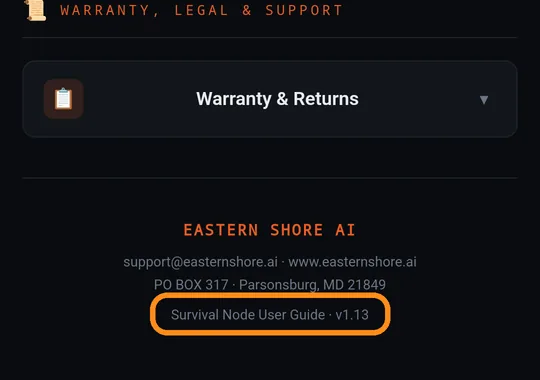 WARRANTY, LEGAL & SUPPORT
Warranty & Returns
EASTERN SHORE AI
support@easternshore.ai · www.easternshore.ai
PO BOX 317 · Parsonsburg, MD 21849
Survival Node User Guide · v1.13